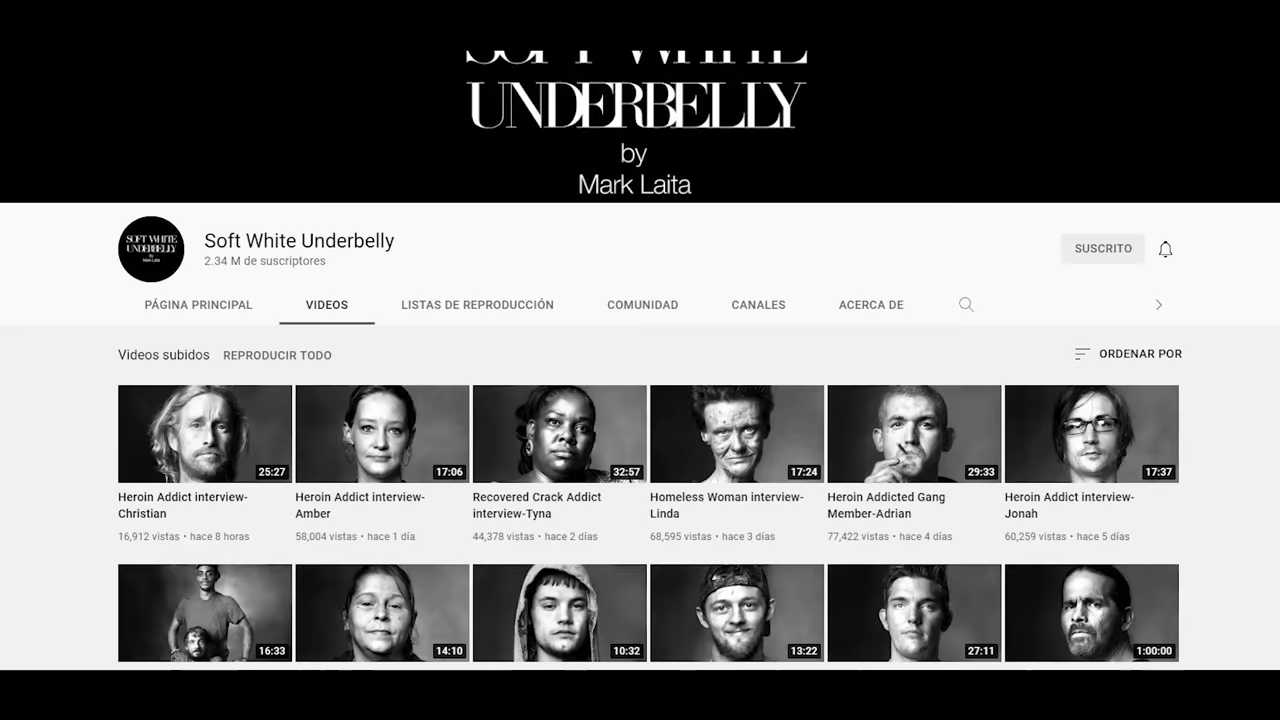 UNDERBELLY
by
Mark Laita
SOFT WHITE
UNDERBELLY
by
Mark Laita
Soft White Underbelly
2.34 M de suscriptores
SUSCRITO
PÁGINA PRINCIPAL VIDEOS LISTAS DE REPRODUCCIÓN COMUNIDAD CANALES ACERCA DE
Videos subidos REPRODUCIR TODO ORDENAR POR
25:27 17:06 32:57 17:24 29:33 17:37
Heroin Addict interview-
Christian
16,912 vistas • hace 8 horas
Heroin Addict interview-
Amber
58,004 vistas • hace 1 día
Recovered Crack Addict
interview-Tyna
44,378 vistas • hace 2 días
Homeless Woman interview-
Linda
68,595 vistas • hace 3 días
Heroin Addicted Gang
Member-Adrian
77,422 vistas • hace 4 días
Heroin Addict interview-
Jonah
60,259 vistas • hace 5 días
16:33 14:10 10:32 13:22 27:11 1:00:00